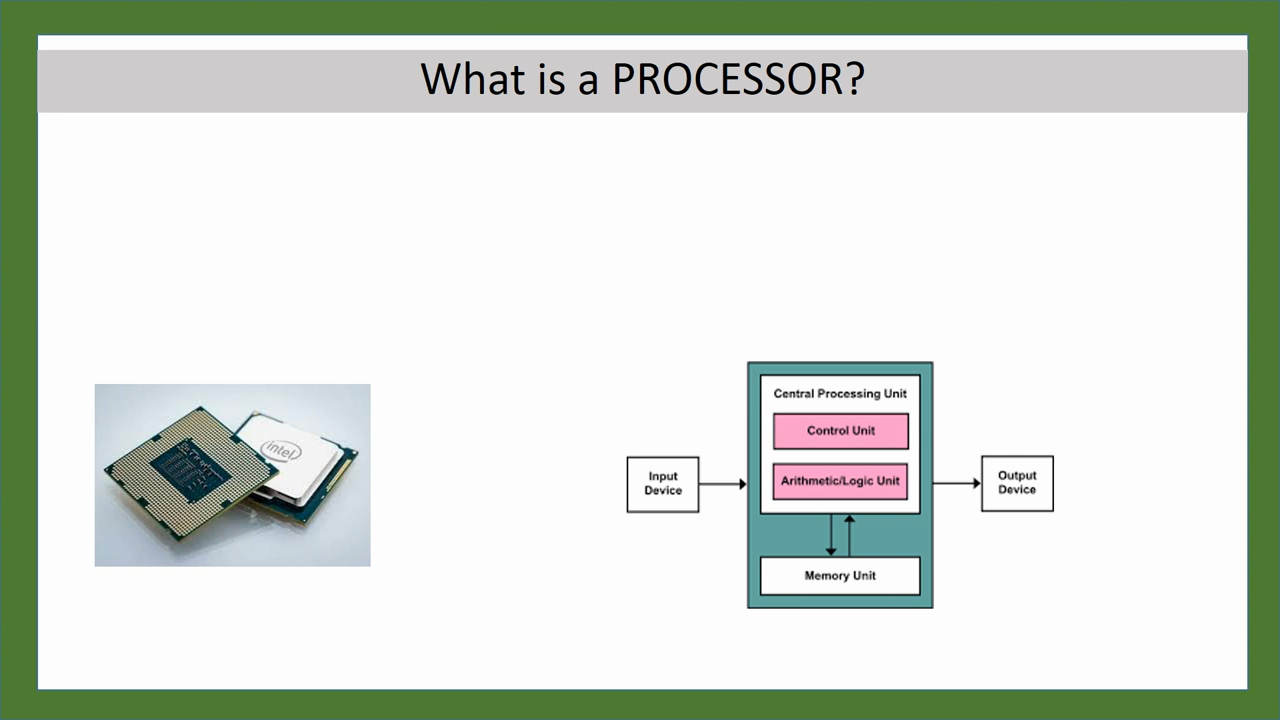 What is a PROCESSOR?
intel
Central Processing Unit
Control Unit
Arithmetic/Logic Unit
Input
Device
Output
Device
Memory Unit